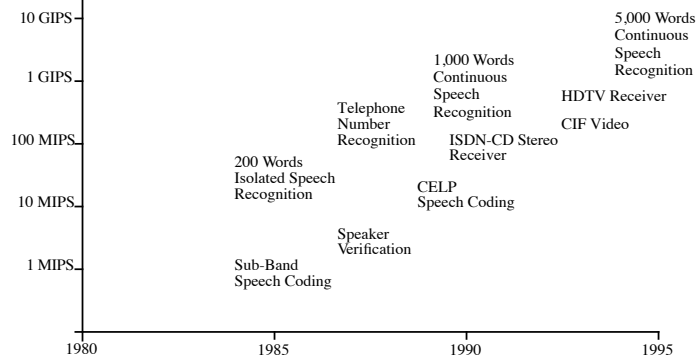 10 GIPS
5,000 Words
Continuous
Speech
Recognition
1 GIPS
1,000 Words
Continuous
Speech
Recognition
HDTV Receiver
CIF Video
Telephone
Number
Recognition
100 MIPS
ISDN-CD Stereo
Receiver
200 Words
Isolated Speech
Recognition
CELP
Speech Coding
10 MIPS
Speaker
Verification
1 MIPS
Sub-Band
Speech Coding
1980
1985
1990
1995